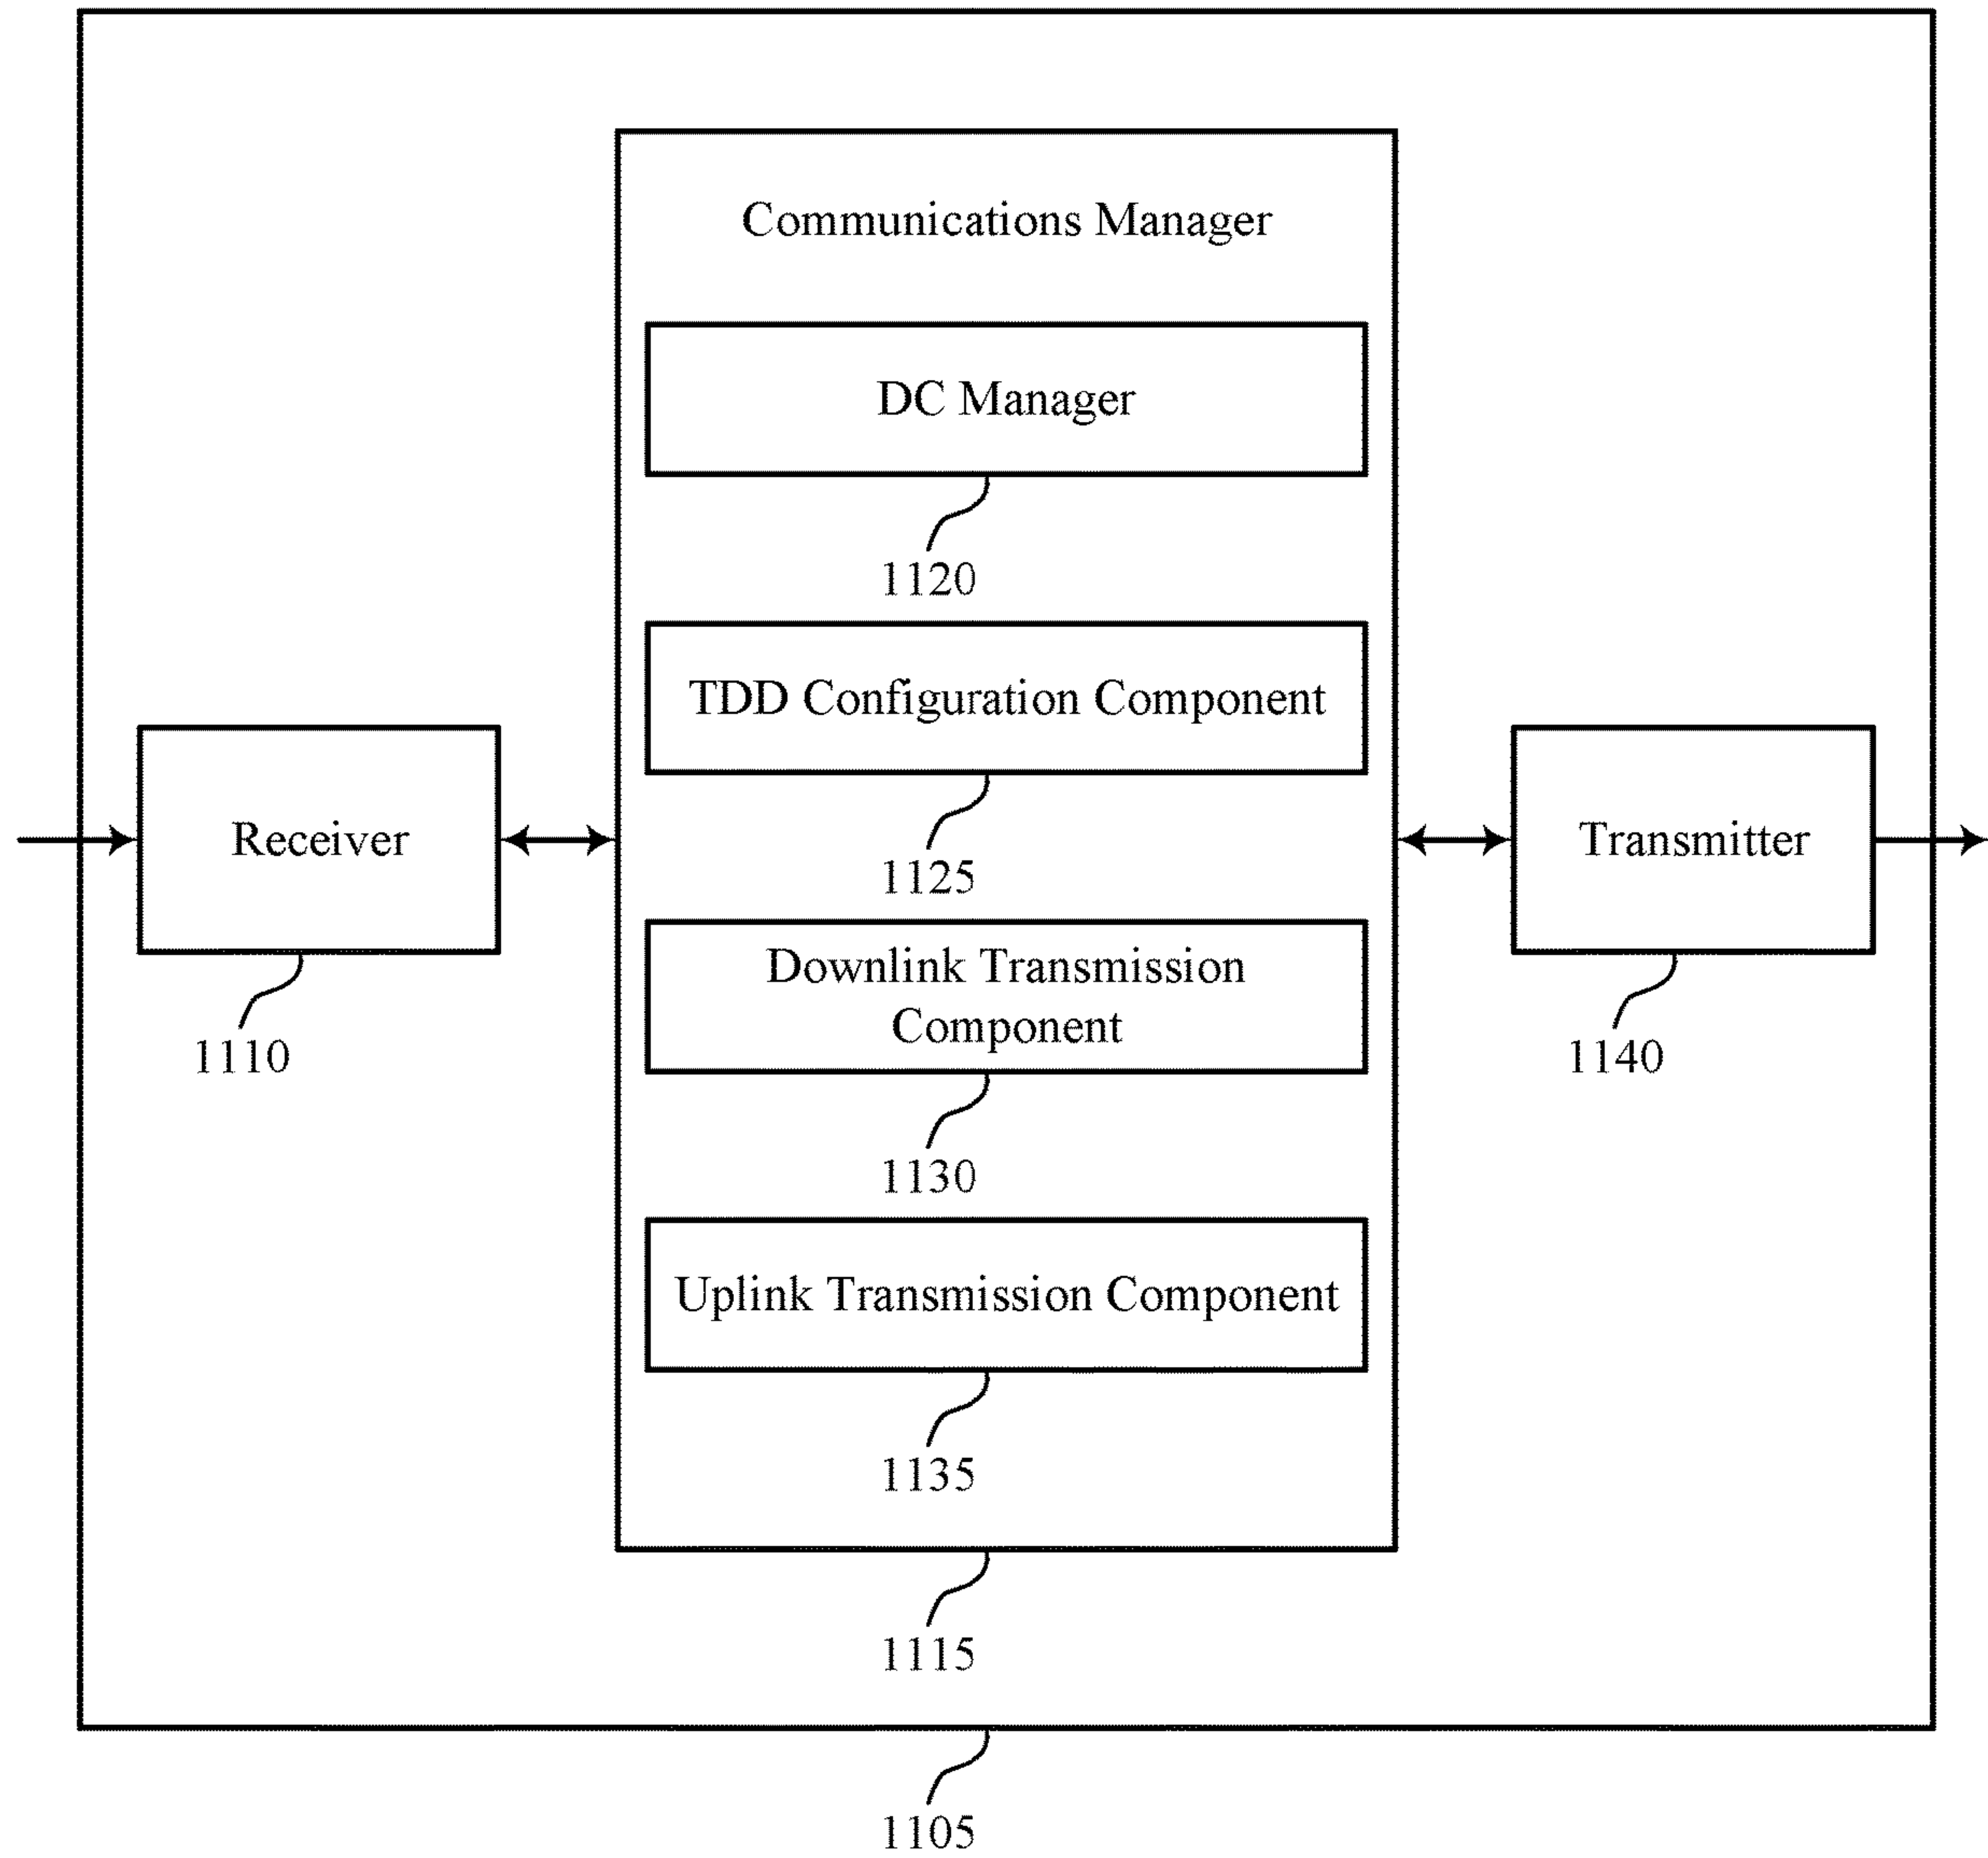 Communications Manager
DC Manager
1120
TDD Configuration Component
1125
Receiver
1110
Transmitter
1140
Downlink Transmission
Component
1130
Uplink Transmission Component
1135
1115
1105